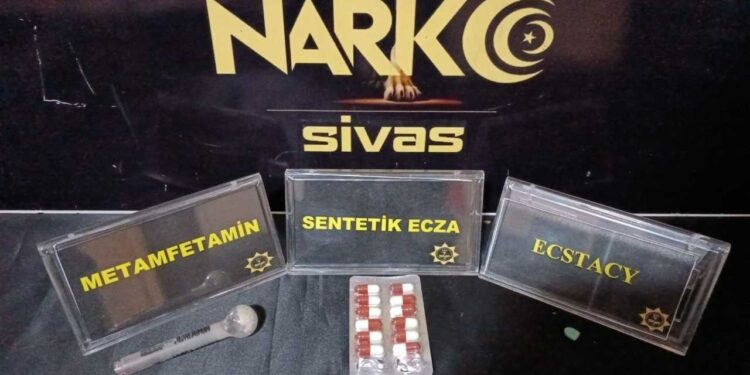 NARKO
sivas
METAMFETAMİN
SENTETİK ECZA
ECSTACY